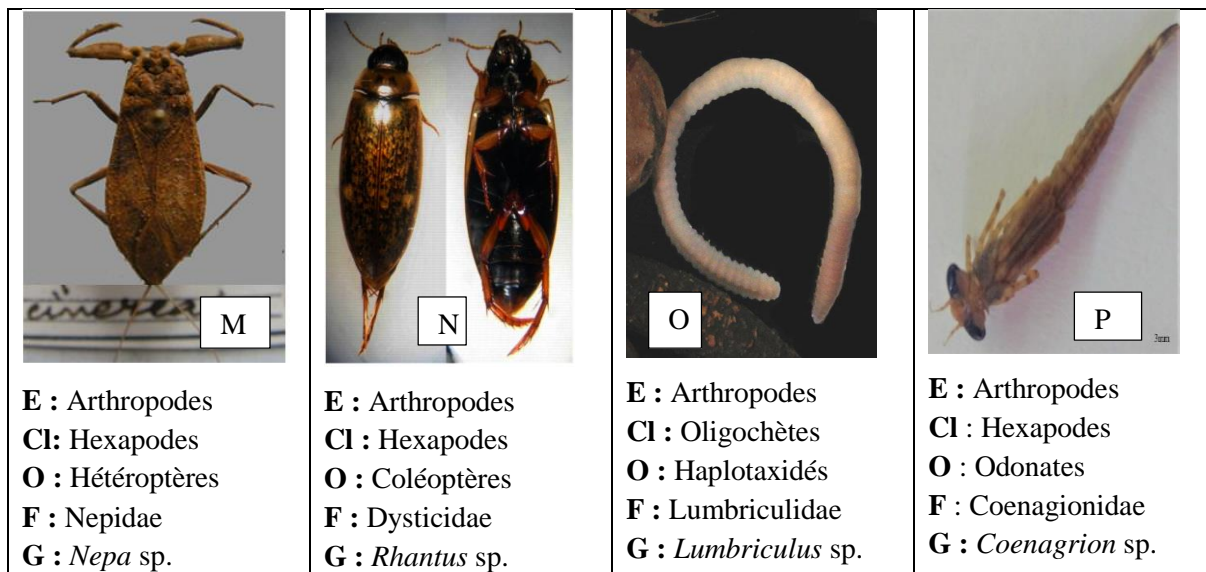 cinerea
M
N
O
P
3mm
E : Arthropodes
Cl: Hexapodes
O : Hétéroptères
F : Nepidae
G : Nepa sp.
E : Arthropodes
Cl : Hexapodes
O : Coléoptères
F : Dysticidae
G : Rhantus sp.
E : Arthropodes
Cl : Oligochètes
O : Haplotaxidés
F : Lumbriculidae
G : Lumbriculus sp.
E : Arthropodes
Cl : Hexapodes
O : Odonates
F : Coenagionidae
G : Coenagrion sp.